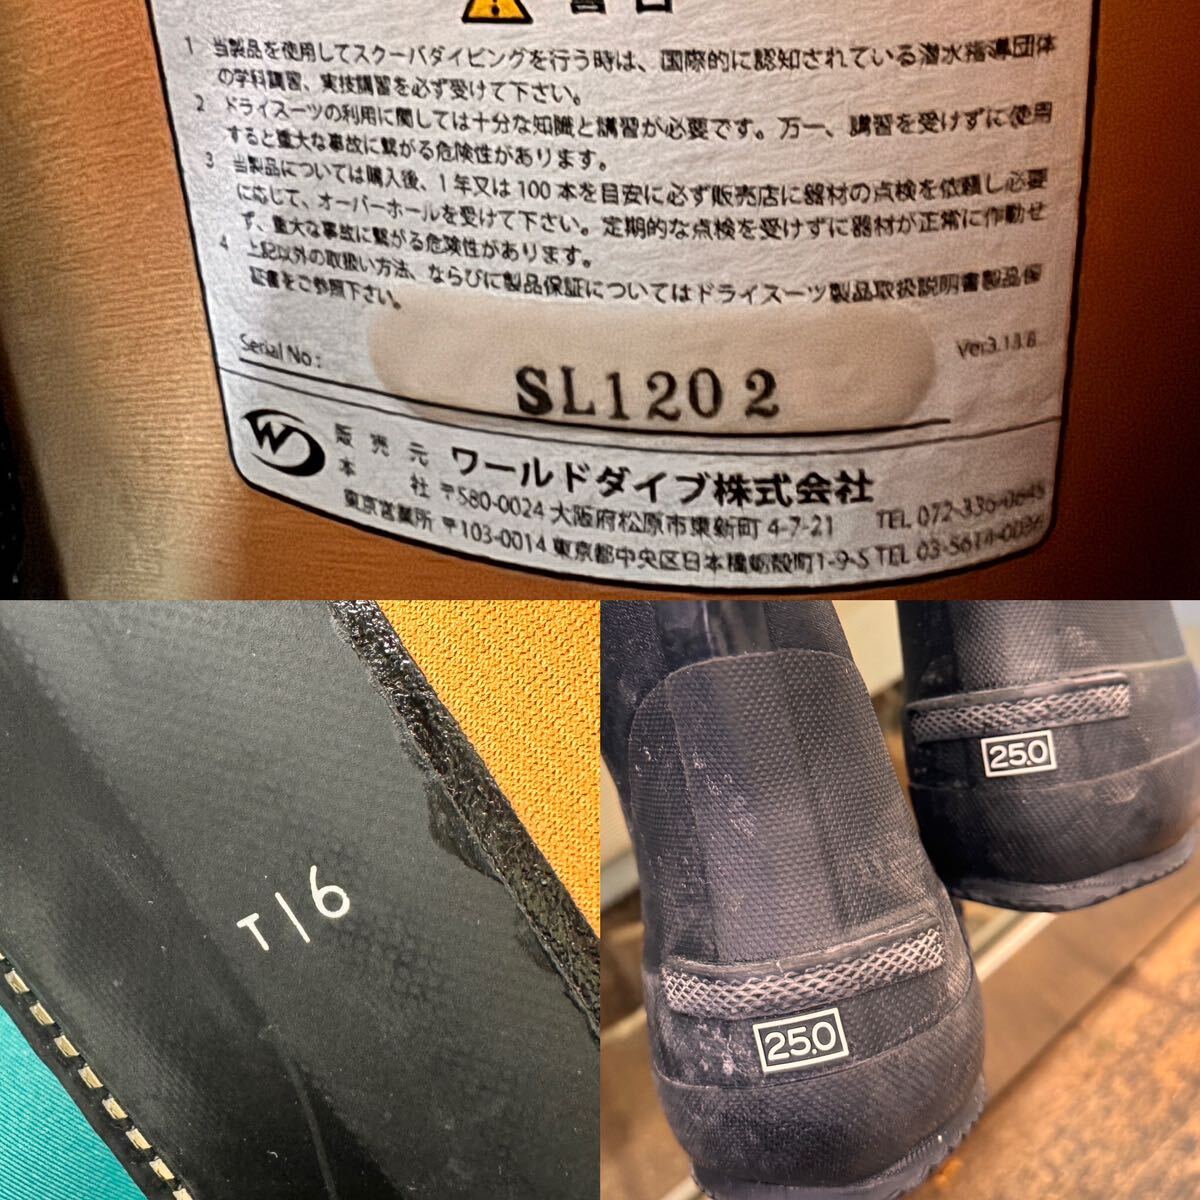 警告
1 当製品を使用してスクーバダイビングを行う時は、国際的に認知されている潜水指導団体
の学科講習、実技講習を必ず受けて下さい。
2 ドライスーツの利用に関しては十分な知識と講習が必要です。万一、講習を受けずに使用
すると重大な事故に繋がる危険性があります。
3 当製品については購入後、1年又は100本を目安に必ず販売店に器材の点検を依頼し必要
に応じて、オーバーホールを受けて下さい。定期的な点検を受けずに器材が正常に作動せ
ず、重大な事故に繋がる危険性があります。
4 上記以外の取扱い方法、ならびに製品保証についてはドライスーツ製品取扱説明書製品保
証書をご参照下さい。
Serial No : SL1202 Ver3.13.8
販売元 ワールドダイブ株式会社
本社 〒580-0024 大阪府松原市東新町4-7-21 TEL 072-336-0648
東京営業所 〒103-0014 東京都中央区日本橋蛎殻町1-9-5 TEL 03-5614-
T16
25.0
25.0